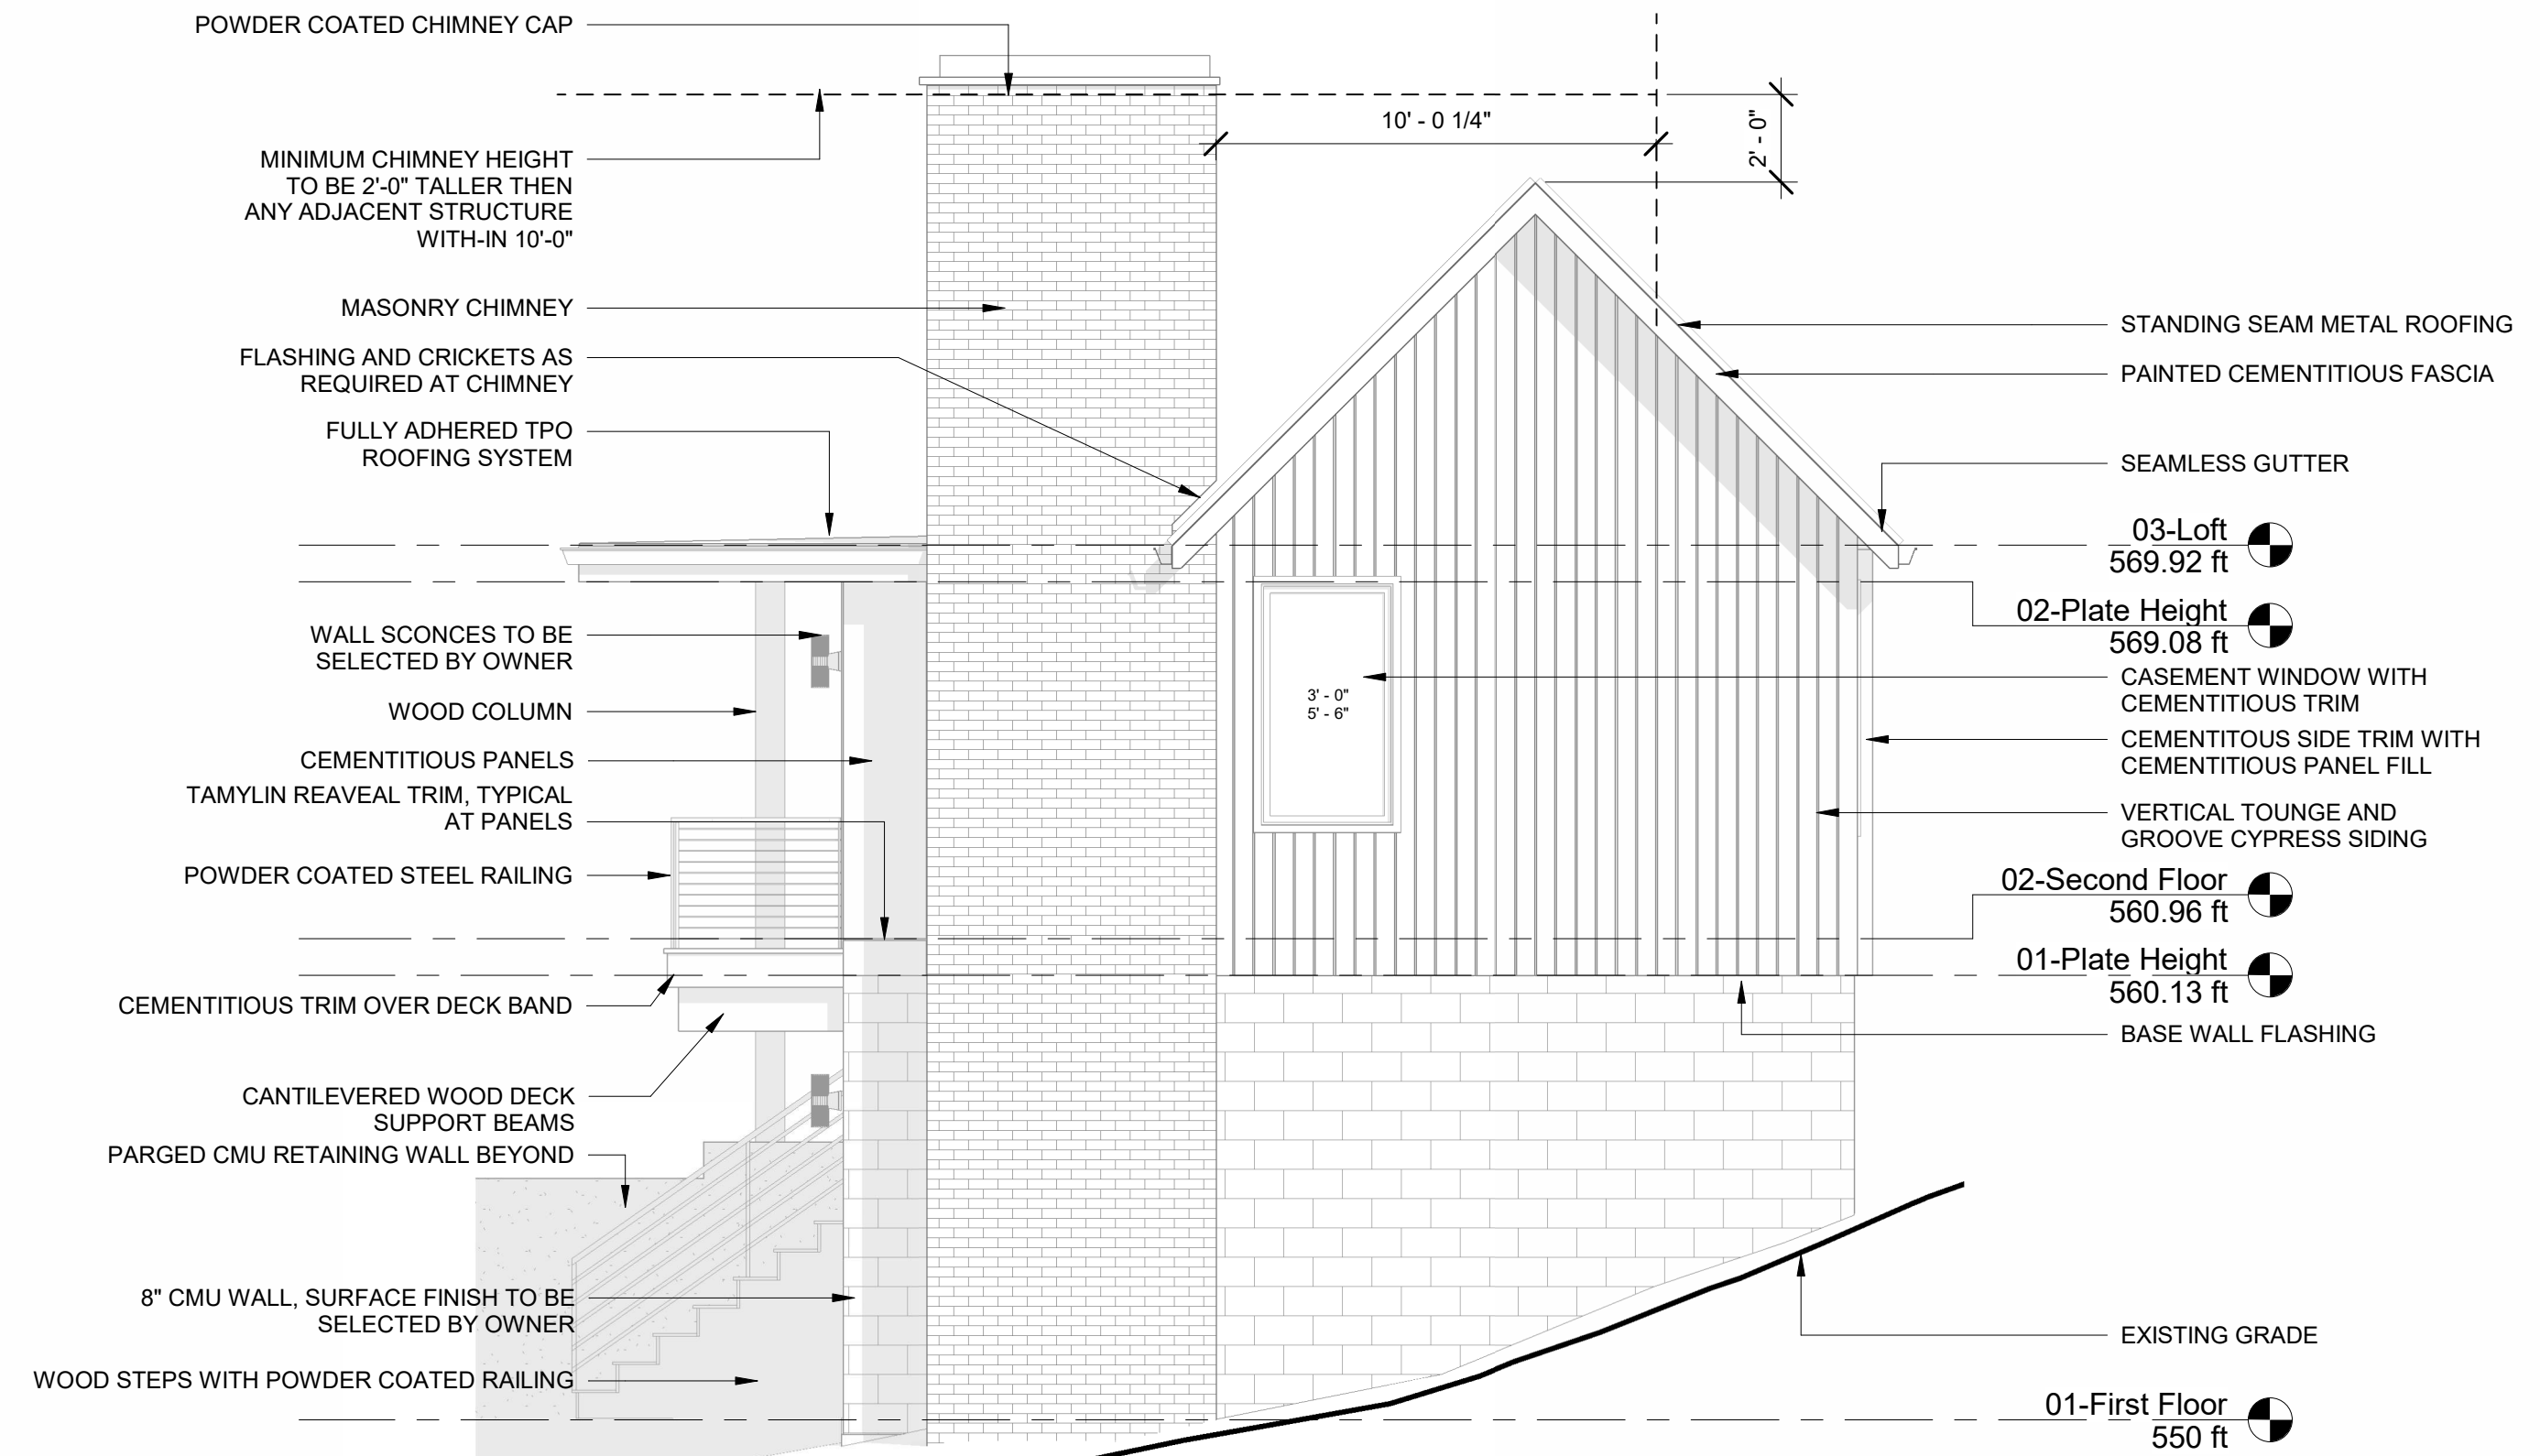 POWDER COATED CHIMNEY CAP
MINIMUM CHIMNEY HEIGHT
TO BE 2'-0" TALLER THEN
ANY ADJACENT STRUCTURE
WITH-IN 10'-0"
MASONRY CHIMNEY
FLASHING AND CRICKETS AS
REQUIRED AT CHIMNEY
FULLY ADHERED TPO
ROOFING SYSTEM
WALL SCONCES TO BE
SELECTED BY OWNER
WOOD COLUMN
CEMENTITIOUS PANELS
TAMYLIN REAVEAL TRIM, TYPICAL
AT PANELS
POWDER COATED STEEL RAILING
CEMENTITIOUS TRIM OVER DECK BAND
CANTILEVERED WOOD DECK
SUPPORT BEAMS
PARGED CMU RETAINING WALL BEYOND
8" CMU WALL, SURFACE FINISH TO BE
SELECTED BY OWNER
WOOD STEPS WITH POWDER COATED RAILING
10' - 0 1/4"
2' - 0"
3' - 0"
5' - 6"
STANDING SEAM METAL ROOFING
PAINTED CEMENTITIOUS FASCIA
SEAMLESS GUTTER
03-Loft
569.92 ft
02-Plate Height
569.08 ft
CASEMENT WINDOW WITH
CEMENTITIOUS TRIM
CEMENTITOUS SIDE TRIM WITH
CEMENTITIOUS PANEL FILL
VERTICAL TOUNGE AND
GROOVE CYPRESS SIDING
02-Second Floor
560.96 ft
01-Plate Height
560.13 ft
BASE WALL FLASHING
EXISTING GRADE
01-First Floor
550 ft